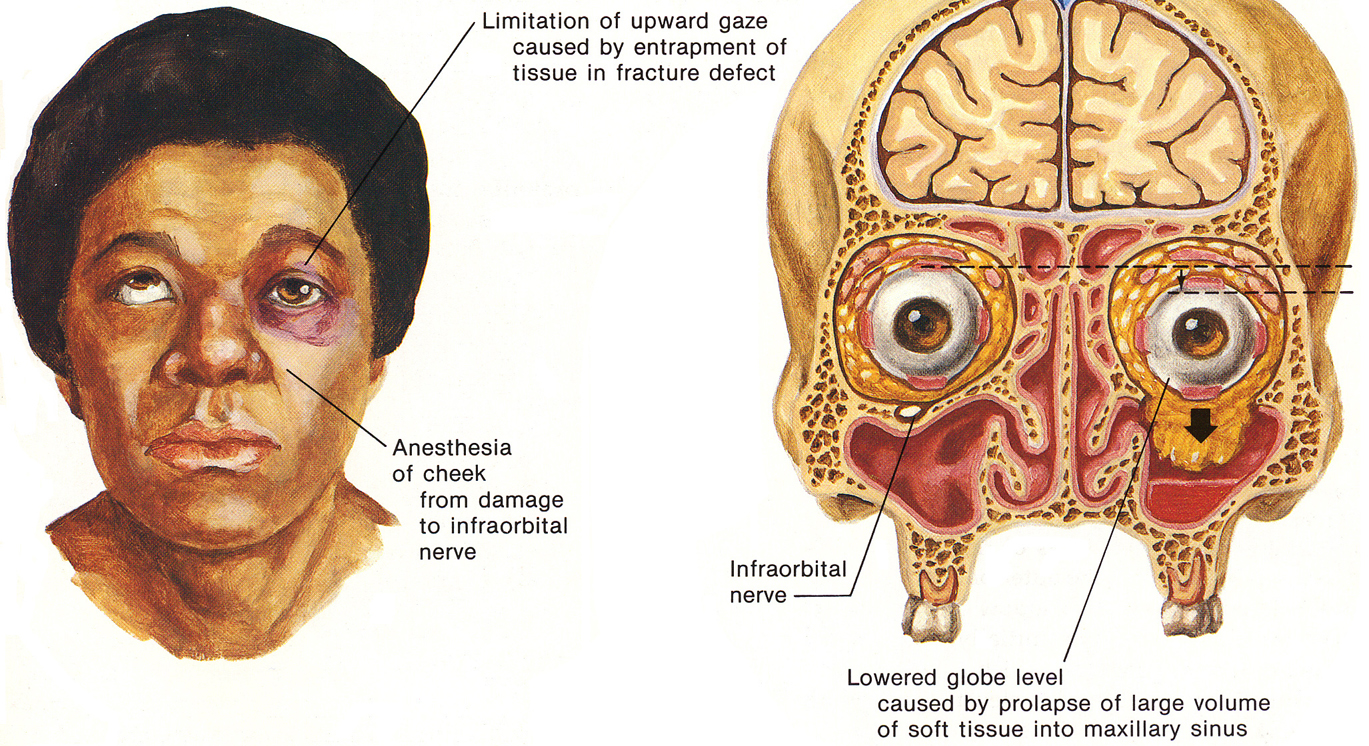 Limitation of upward gaze
caused by entrapment of
tissue in fracture defect
Anesthesia
of cheek
from damage
to infraorbital
nerve
Infraorbital
nerve
Lowered globe level
caused by prolapse of large volume
of soft tissue into maxillary sinus